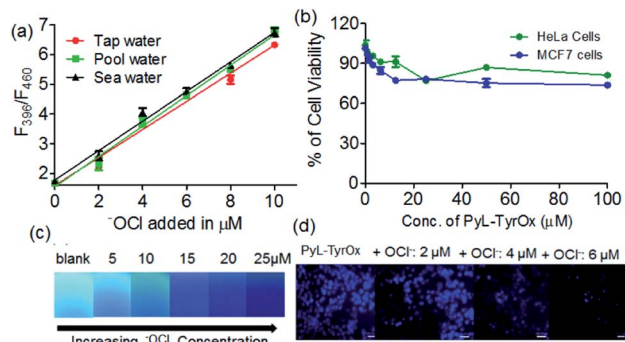 (a)
F396/F460
7
6
5
4
3
2
Tap water
Pool water
Sea water
0 2 4 6 8 10
⁻OCl added in μM
(b)
% of Cell Viability
120
90
60
30
0
HeLa Cells
MCF7 cells
0 20 40 60 80 100
Conc. of PyL-TyrOx (μM)
(c)
blank 5 10 15 20 25μM
Increasing ⁻OCl Concentration
(d)
PyL-TyrOx + OCl⁻: 2 μM + OCl⁻: 4 μM + OCl⁻: 6 μM